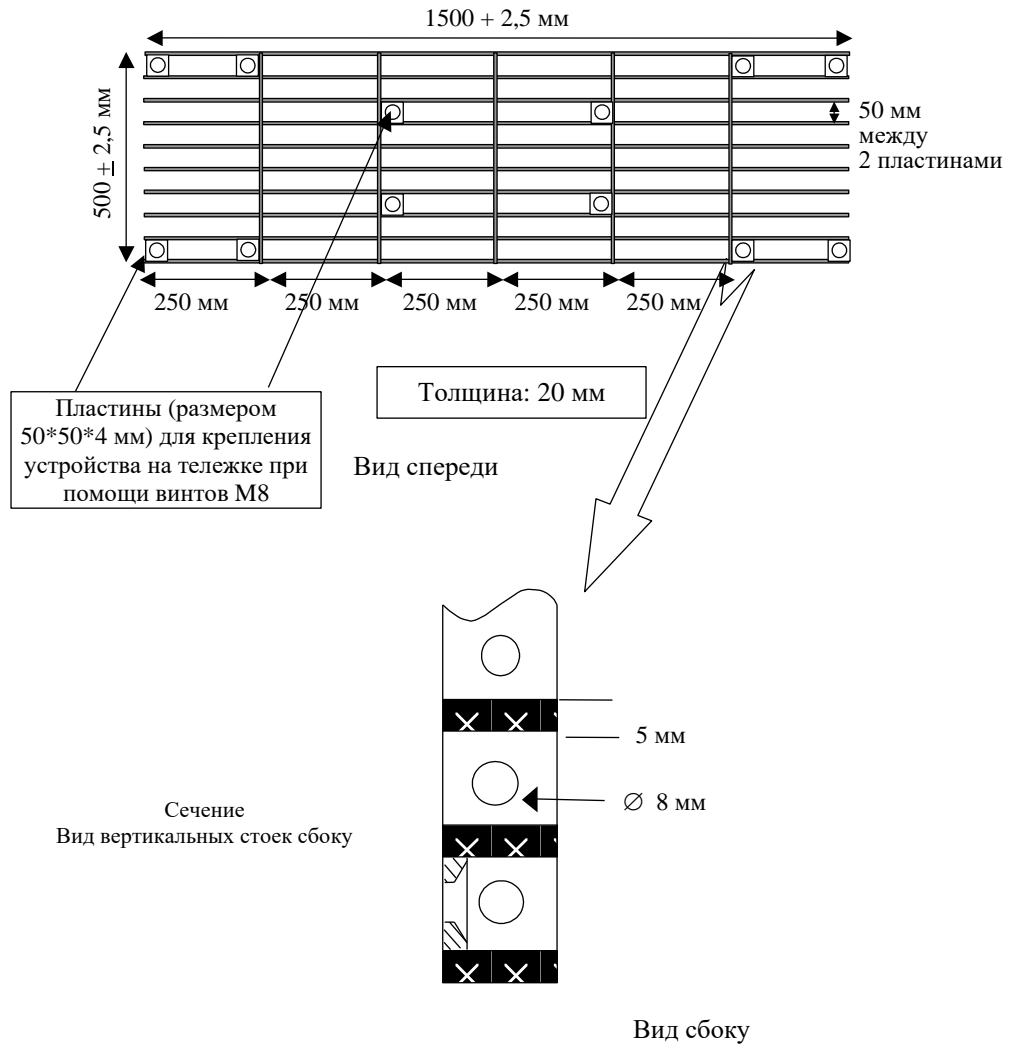 1500 + 2,5 мм
500 ± 2,5 мм
50 мм
между
2 пластинами
250 мм
250 мм
250 мм
250 мм
250 мм
Толщина: 20 мм
Пластины (размером
50*50*4 мм) для крепления
устройства на тележке при
помощи винтов М8
Вид спереди
5 мм
∅ 8 мм
Сечение
Вид вертикальных стоек сбоку
Вид сбоку